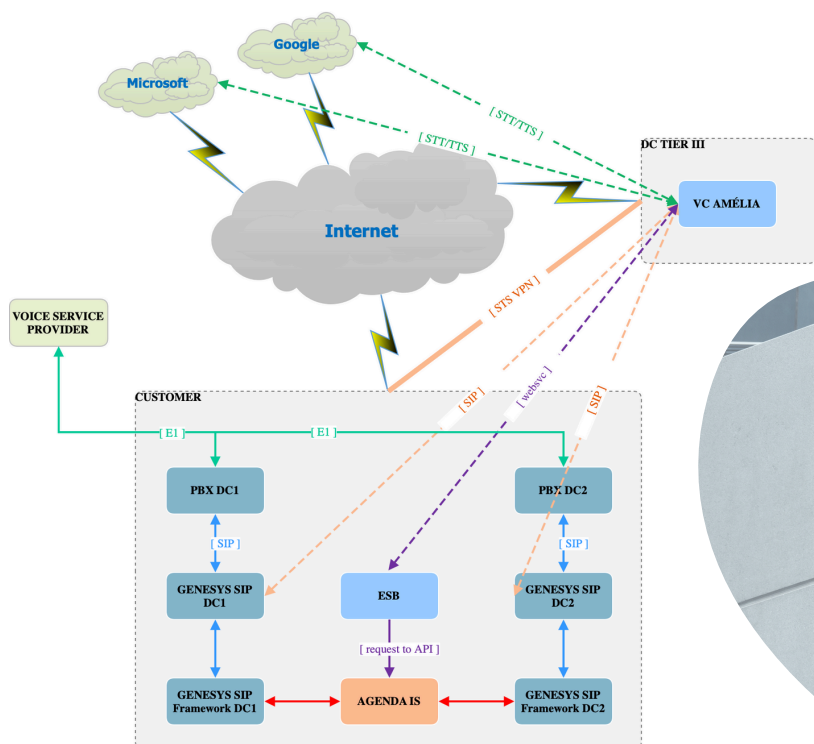 Google
Microsoft
[ STT/TTS ]
[ STT/TTS ]
DC TIER III
VC AMÉLIA
Internet
[ STS VPN ]
VOICE SERVICE
PROVIDER
CUSTOMER
[ SIP ]
[ websvc ]
[ SIP ]
[ E1 ]
[ E1 ]
PBX DC1
PBX DC2
[ SIP ]
[ SIP ]
GENESYS SIP
DC1
ESB
GENESYS SIP
DC2
[ request to API ]
GENESYS SIP
Framework DC1
AGENDA IS
GENESYS SIP
Framework DC2